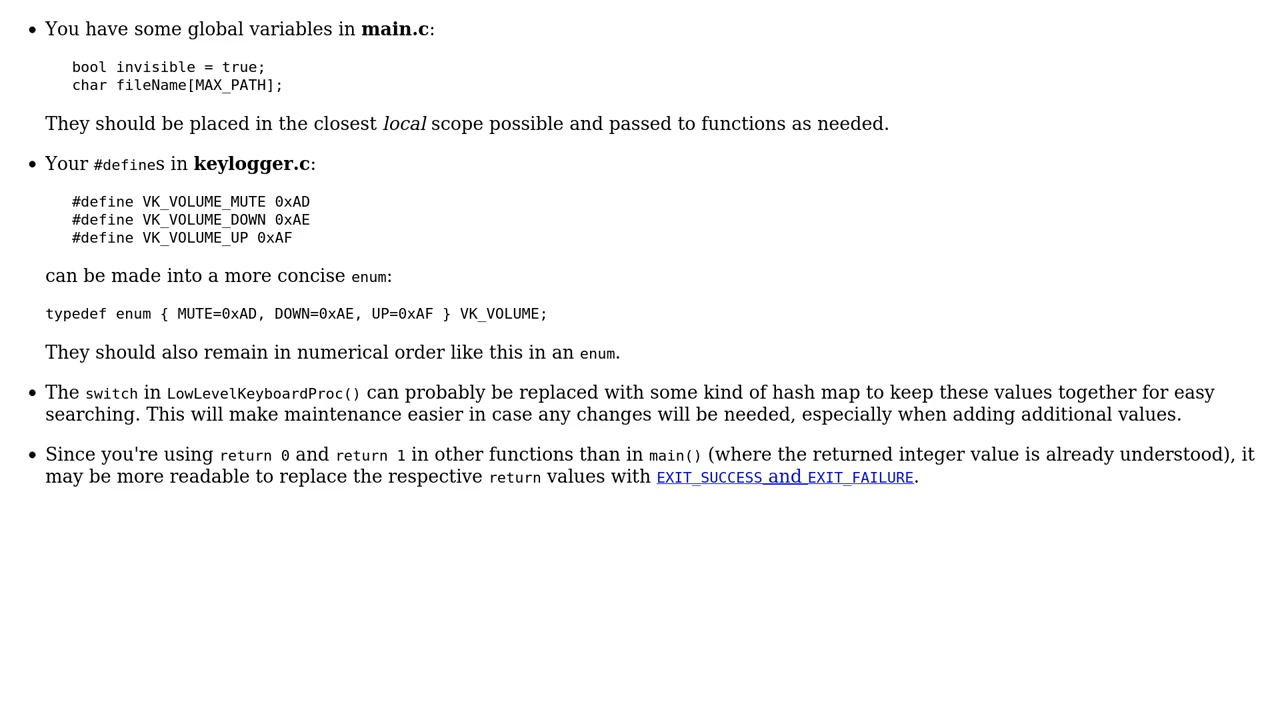 You have some global variables in main.c:
bool invisible = true;
char fileName[MAX_PATH];
They should be placed in the closest local scope possible and passed to functions as needed.
Your #defines in keylogger.c:
#define VK_VOLUME_MUTE 0xAD
#define VK_VOLUME_DOWN 0xAE
#define VK_VOLUME_UP 0xAF
can be made into a more concise enum:
typedef enum { MUTE=0xAD, DOWN=0xAE, UP=0xAF } VK_VOLUME;
They should also remain in numerical order like this in an enum.
The switch in LowLevelKeyboardProc() can probably be replaced with some kind of hash map to keep these values together for easy
searching. This will make maintenance easier in case any changes will be needed, especially when adding additional values.
Since you're using return 0 and return 1 in other functions than in main() (where the returned integer value is already understood), it
may be more readable to replace the respective return values with EXIT_SUCCESS and EXIT_FAILURE.